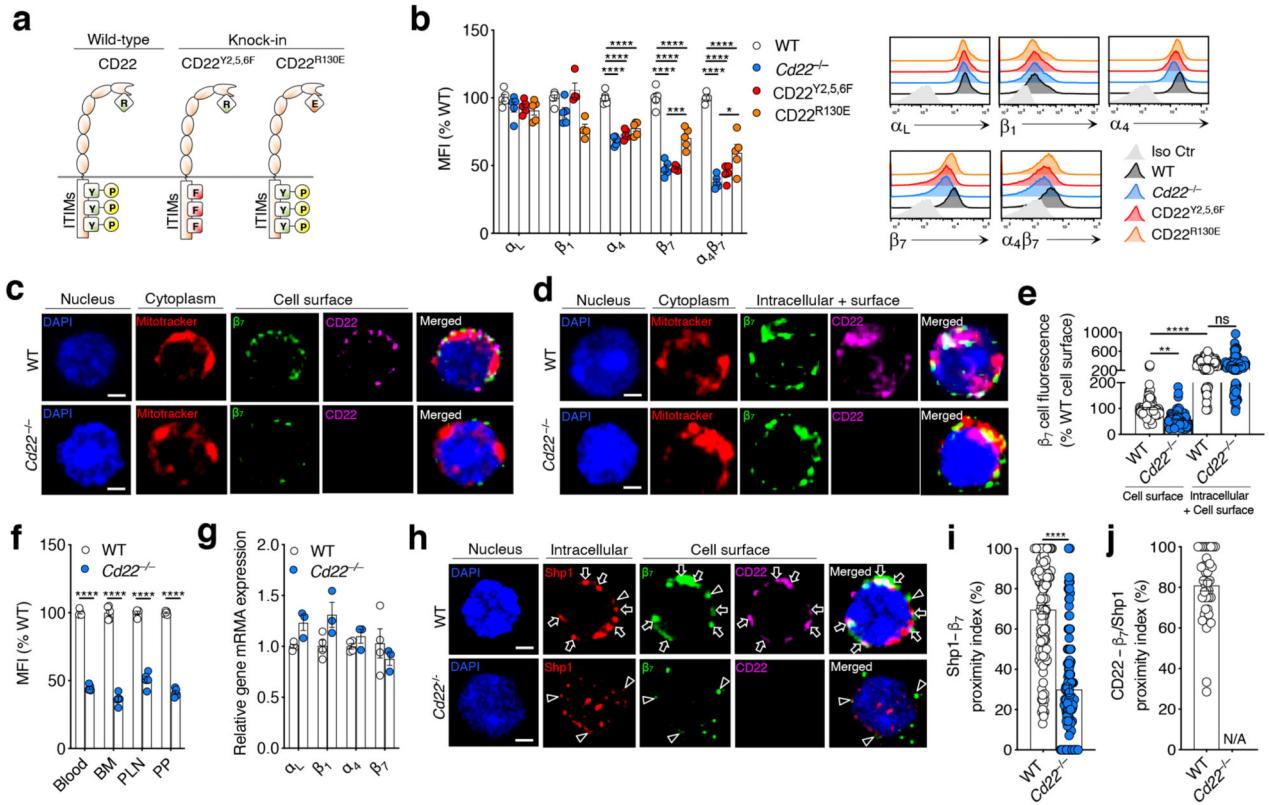 a
Wild-type
Knock-in
CD22
CD22Y2,5,6F
CD22R130E
R
R
E
ITIMs
Y P
Y P
Y P
ITIMs
F
F
F
ITIMs
Y P
Y P
Y P
b
MFI (% WT)
150
100
50
0
**** **** ****
**** **** ****
**** **** ****
*** *
αL β1 α4 β7 α4β7
WT
Cd22−/−
CD22Y2,5,6F
CD22R130E
αL β1 α4
β7 α4β7
Iso Ctr
WT
Cd22−/−
CD22Y2,5,6F
CD22R130E
c
Nucleus Cytoplasm Cell surface
WT
DAPI Mitotracker β7 CD22 Merged
Cd22−/−
DAPI Mitotracker β7 CD22 Merged
d
Nucleus Cytoplasm Intracellular + surface
WT
DAPI Mitotracker β7 CD22 Merged
Cd22−/−
DAPI Mitotracker β7 CD22 Merged
e
β7 cell fluorescence
(% WT cell surface)
1000
600
200
200
100
0
**** ns
**
WT Cd22−/− WT Cd22−/−
Cell surface
Intracellular
+ Cell surface
f
WT
Cd22−/−
MFI (% WT)
150
100
50
0
**** **** **** ****
Blood BM PLN PP
g
WT
Cd22−/−
Relative gene mRNA expression
2.0
1.5
1.0
0.5
0.0
αL β1 α4 β7
h
Nucleus Intracellular Cell surface
WT
DAPI Shp1 β7 CD22 Merged
Cd22-/-
DAPI Shp1 β7 CD22 Merged
i
Shp1−β7
proximity index (%)
100
80
60
40
20
0
****
WT Cd22−/−
j
CD22 − β7/Shp1
proximity index (%)
100
80
60
40
20
0
N/A
WT Cd22−/−